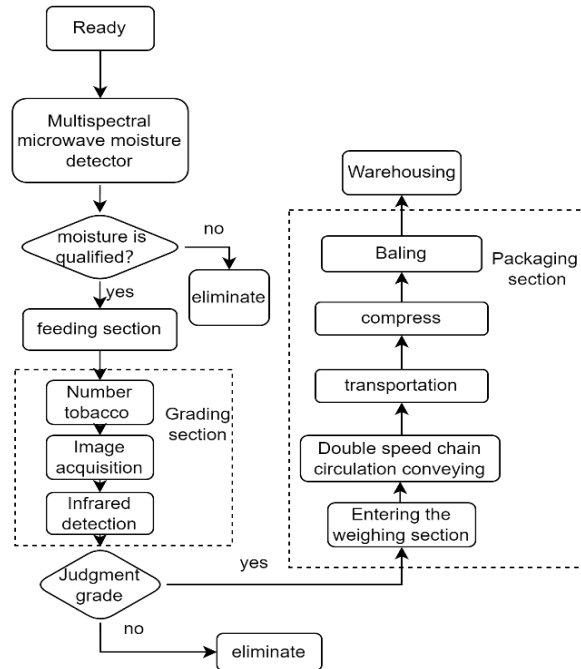 Ready
Multispectral
microwave moisture
detector
moisture is
qualified?
no
eliminate
yes
feeding section
Number
tobacco
Grading
section
Image
acquisition
Infrared
detection
Judgment
grade
yes
no
eliminate
Warehousing
Baling
Packaging
section
compress
transportation
Double speed chain
circulation conveying
Entering the
weighing section